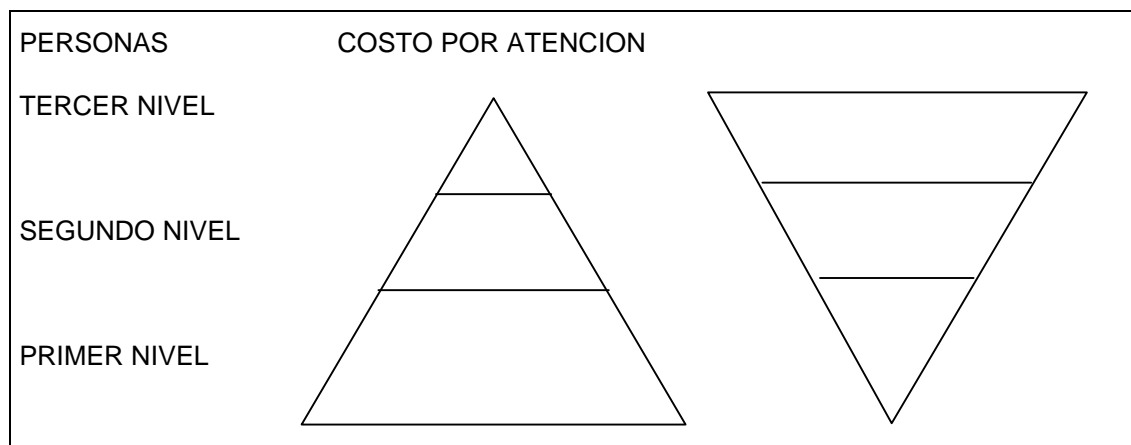 PERSONAS COSTO POR ATENCION
TERCER NIVEL
SEGUNDO NIVEL
PRIMER NIVEL